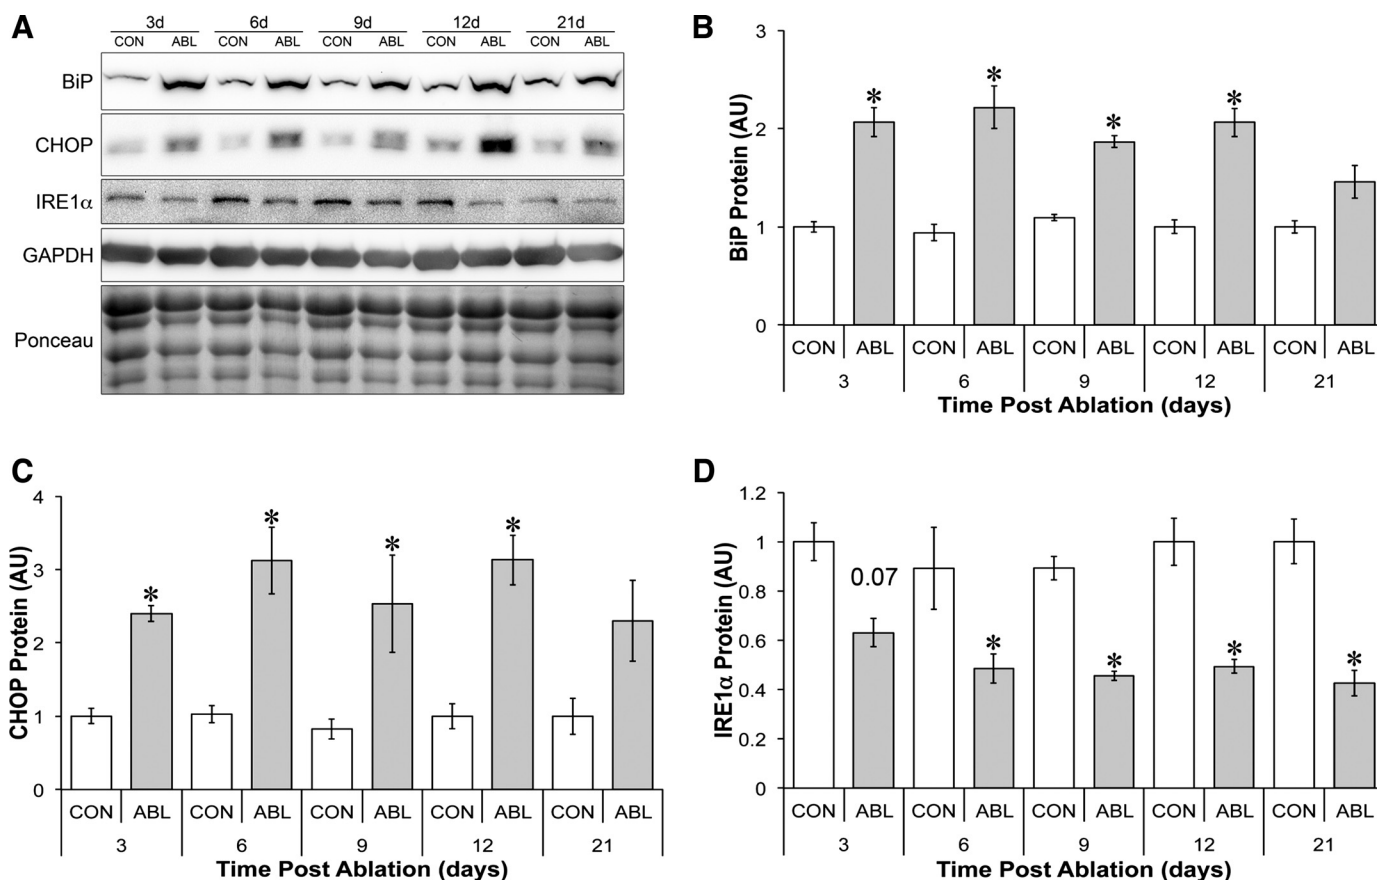 A
3d 6d 9d 12d 21d
CON ABL CON ABL CON ABL CON ABL CON ABL
BiP
CHOP
IRE1α
GAPDH
Ponceau
B
BiP Protein (AU)
3
2
1
0
* * * *
CON ABL CON ABL CON ABL CON ABL CON ABL
3 6 9 12 21
Time Post Ablation (days)
C
CHOP Protein (AU)
4
3
2
1
0
* * * *
CON ABL CON ABL CON ABL CON ABL CON ABL
3 6 9 12 21
Time Post Ablation (days)
D
IRE1α Protein (AU)
1.2
1
0.8
0.6
0.4
0.2
0
0.07
* * * *
CON ABL CON ABL CON ABL CON ABL CON ABL
3 6 9 12 21
Time Post Ablation (days)